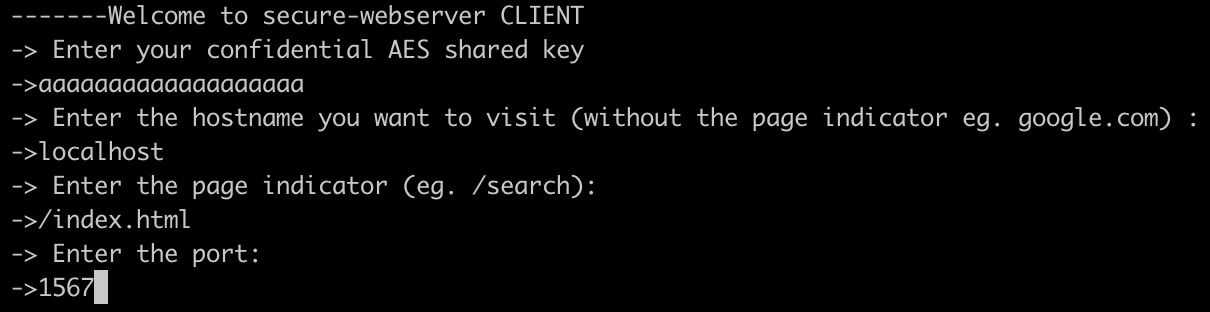 -------Welcome to secure-webserver CLIENT
-> Enter your confidential AES shared key
->aaaaaaaaaaaaaaaaaaa
-> Enter the hostname you want to visit (without the page indicator eg. google.com) :
->localhost
-> Enter the page indicator (eg. /search):
->/index.html
-> Enter the port:
->1567